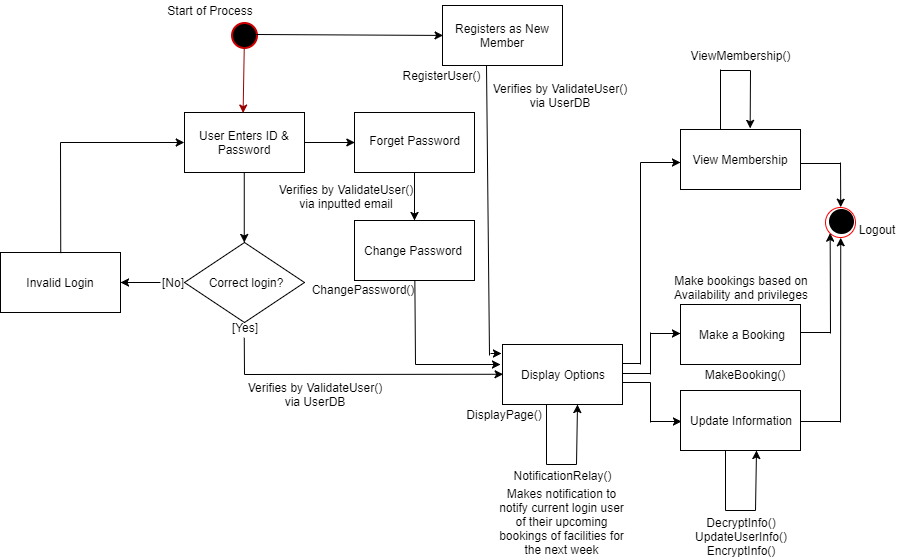 Start of Process
Registers as New
Member
RegisterUser()
Verifies by ValidateUser()
via UserDB
ViewMembership()
User Enters ID &
Password
Forget Password
View Membership
Verifies by ValidateUser()
via inputted email
Logout
Change Password
ChangePassword()
Invalid Login
[No]
Correct login?
[Yes]
Make bookings based on
Availability and privileges
Make a Booking
MakeBooking()
Verifies by ValidateUser()
via UserDB
Display Options
DisplayPage()
Update Information
NotificationRelay()
Makes notification to
notify current login user
of their upcoming
bookings of facilities for
the next week
DecryptInfo()
UpdateUserInfo()
EncryptInfo()